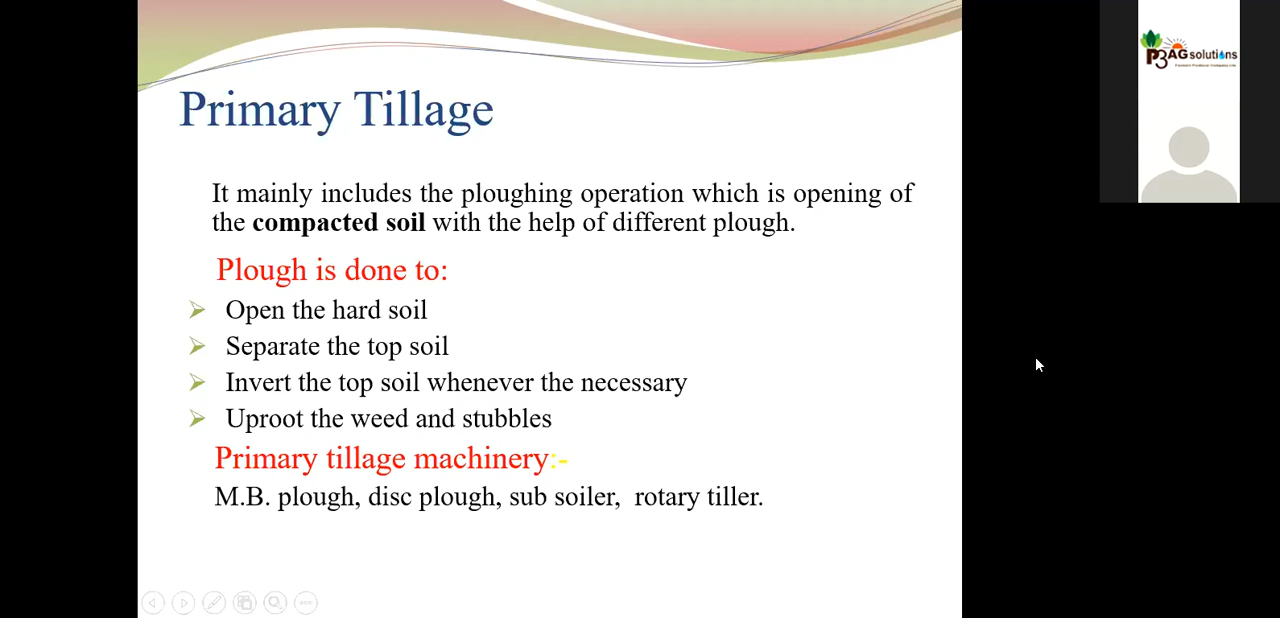 Primary Tillage
It mainly includes the ploughing operation which is opening of
the compacted soil with the help of different plough.
Plough is done to:
Open the hard soil
Separate the top soil
Invert the top soil whenever the necessary
Uproot the weed and stubbles
Primary tillage machinery:-
M.B. plough, disc plough, sub soiler, rotary tiller.
P3AGsolutions